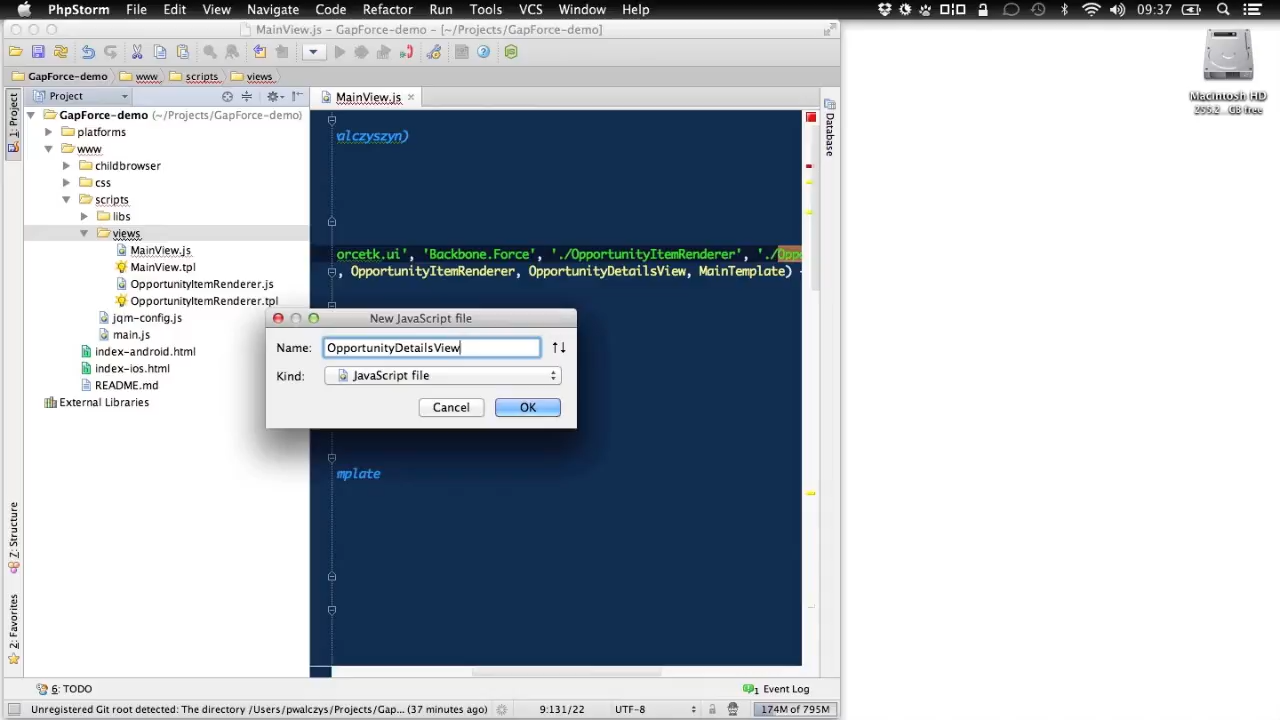 PhpStorm File Edit View Navigate Code Refactor Run Tools VCS Window Help 09:37
MainView.js - GapForce-demo - [~/Projects/GapForce-demo]
GapForce-demo www scripts views
Project
MainView.js
1: Project
Database
GapForce-demo (~/Projects/GapForce-demo)
platforms
www
childbrowser
css
scripts
libs
views
MainView.js
MainView.tpl
OpportunityItemRenderer.js
OpportunityItemRenderer.tpl
jqm-config.js
main.js
index-android.html
index-ios.html
README.md
External Libraries
alczyszyn)
orcetk.ui', 'Backbone.Force', './OpportunityItemRenderer', './Oppo
, OpportunityItemRenderer, OpportunityDetailsView, MainTemplate)
mplate
New JavaScript file
Name: OpportunityDetailsView
Kind: JavaScript file
Cancel OK
Z: Structure
2: Favorites
6: TODO
1 Event Log
Unregistered Git root detected: The directory /Users/pwalczys/Projects/Gap... (37 minutes ago) 9:131/22 UTF-8 174M of 795M
Macintosh HD
255.2... GB free